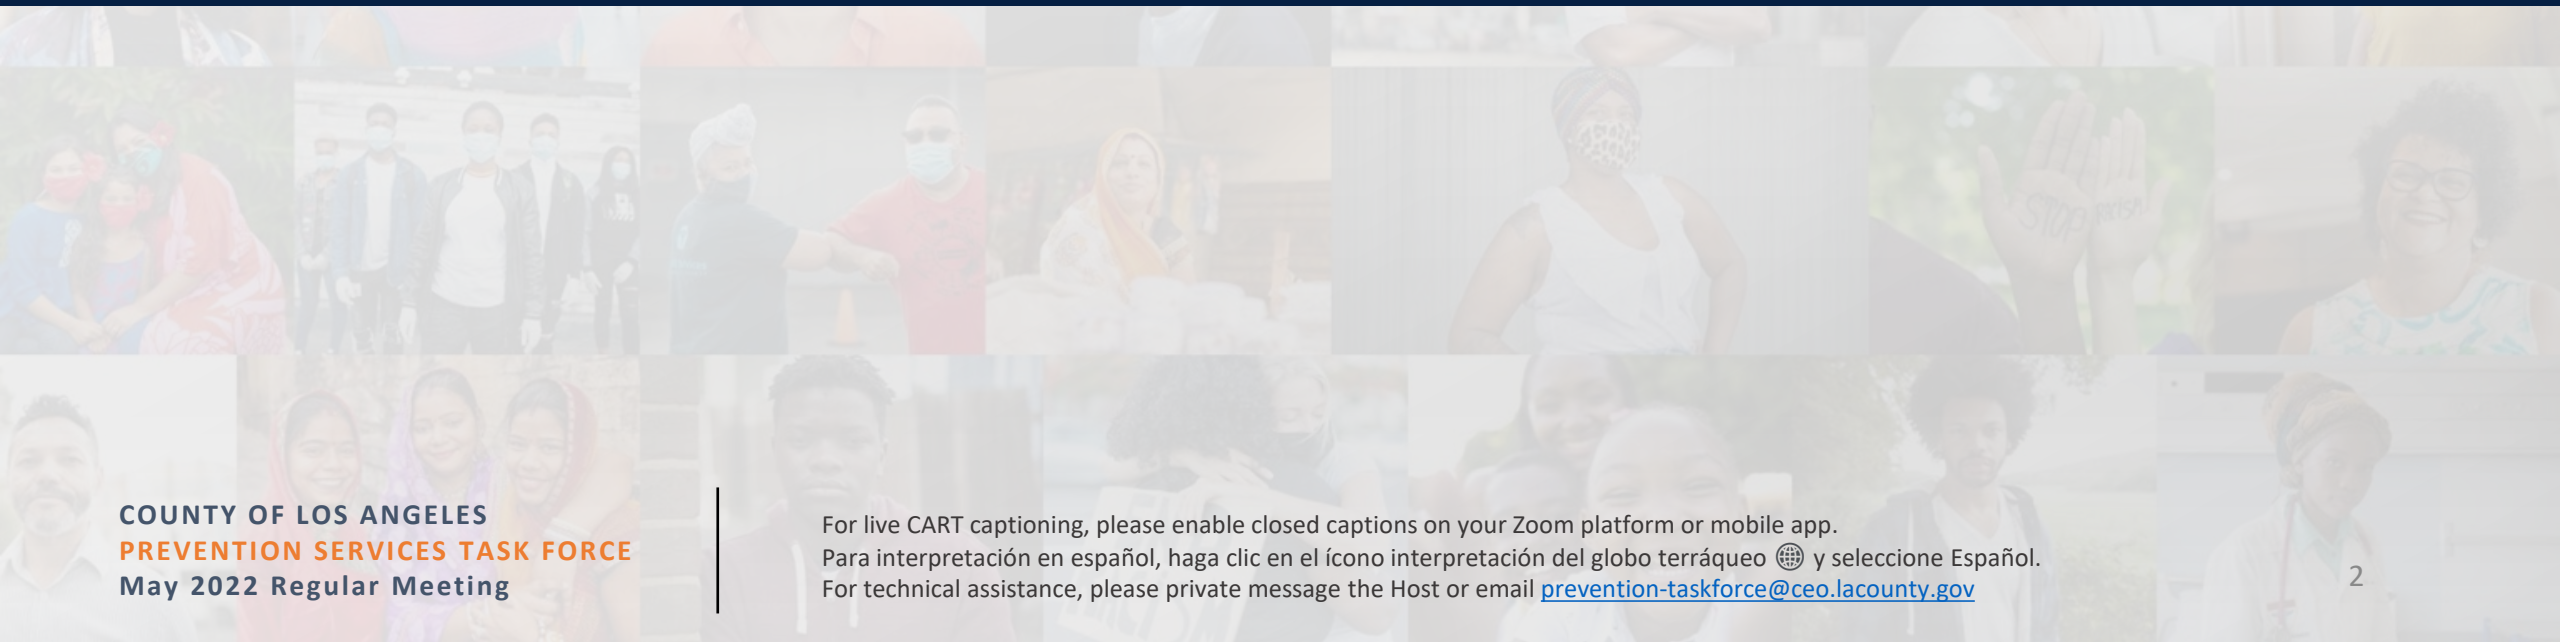 STOP RACISM
COUNTY OF LOS ANGELES
PREVENTION SERVICES TASK FORCE
May 2022 Regular Meeting
For live CART captioning, please enable closed captions on your Zoom platform or mobile app.
Para interpretación en español, haga clic en el ícono interpretación del globo terráqueo y seleccione Español.
For technical assistance, please private message the Host or email prevention-taskforce@ceo.lacounty.gov
2